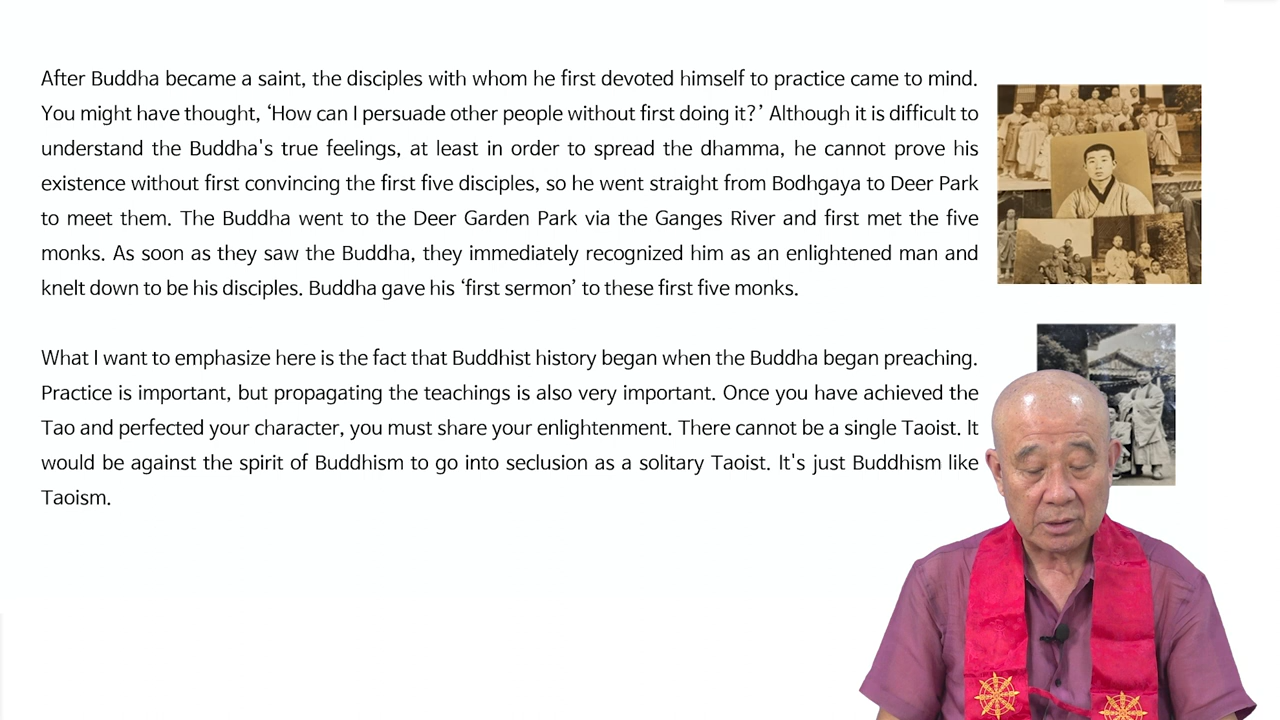 After Buddha became a saint, the disciples with whom he first devoted himself to practice came to mind.
You might have thought, ‘How can I persuade other people without first doing it?’ Although it is difficult to
understand the Buddha's true feelings, at least in order to spread the dhamma, he cannot prove his
existence without first convincing the first five disciples, so he went straight from Bodhgaya to Deer Park
to meet them. The Buddha went to the Deer Garden Park via the Ganges River and first met the five
monks. As soon as they saw the Buddha, they immediately recognized him as an enlightened man and
knelt down to be his disciples. Buddha gave his ‘first sermon’ to these first five monks.
What I want to emphasize here is the fact that Buddhist history began when the Buddha began preaching.
Practice is important, but propagating the teachings is also very important. Once you have achieved the
Tao and perfected your character, you must share your enlightenment. There cannot be a single Taoist. It
would be against the spirit of Buddhism to go into seclusion as a solitary Taoist. It's just Buddhism like
Taoism.